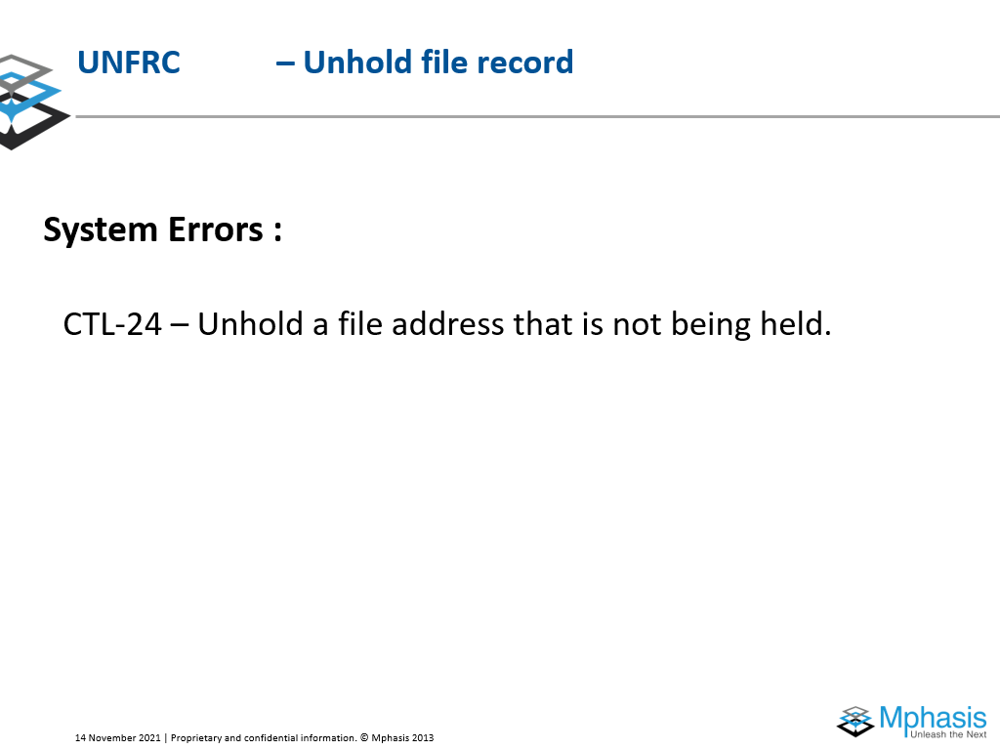 UNFRC – Unhold file record
System Errors :
CTL-24 – Unhold a file address that is not being held.
14 November 2021 | Proprietary and confidential information. © Mphasis 2013
Mphasis
Unleash the Next